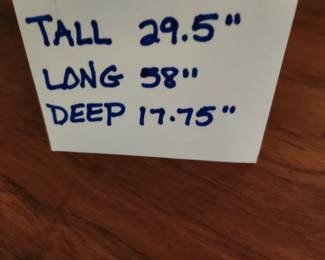 TALL 29.5"
LONG 58"
DEEP 17.75"